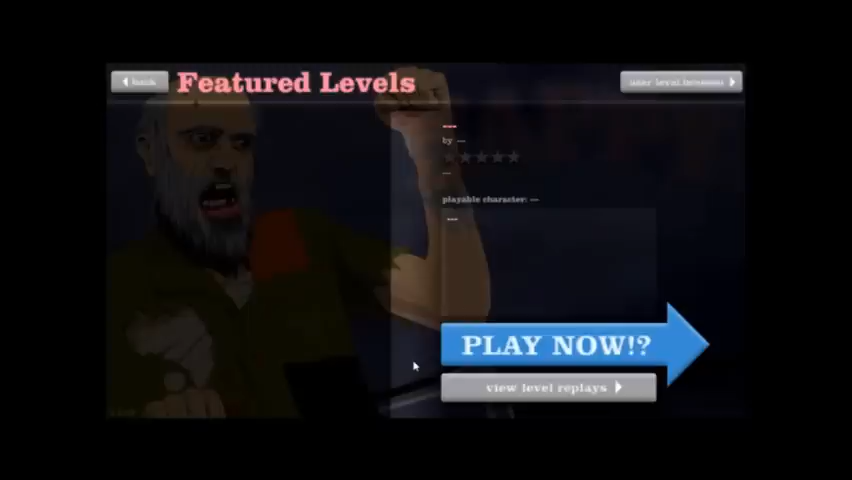 back
Featured Levels
user level browser
---
by ---
---
playable character: ---
---
PLAY NOW!?
view level replays